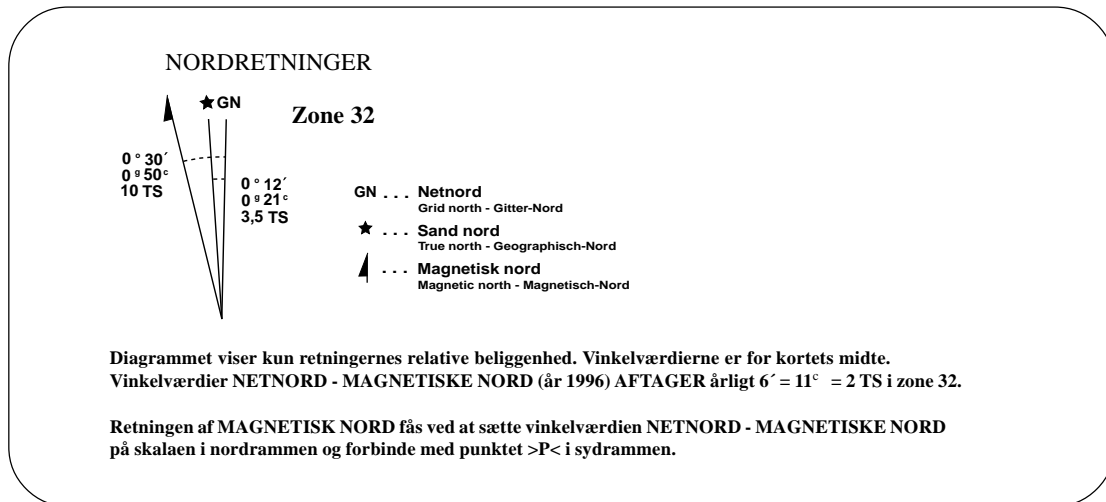 NORDRETNINGER
★ GN
Zone 32
0 ° 30´
0 ᵍ 50 ᶜ
10 TS
0 ° 12´
0 ᵍ 21 ᶜ
3,5 TS
GN . . . Netnord
Grid north - Gitter-Nord
★ . . . Sand nord
True north - Geographisch-Nord
. . . Magnetisk nord
Magnetic north - Magnetisch-Nord
Diagrammet viser kun retningernes relative beliggenhed. Vinkelværdierne er for kortets midte.
Vinkelværdier NETNORD - MAGNETISKE NORD (år 1996) AFTAGER årligt 6´ = 11ᶜ = 2 TS i zone 32.
Retningen af MAGNETISK NORD fås ved at sætte vinkelværdien NETNORD - MAGNETISKE NORD
på skalaen i nordrammen og forbinde med punktet >P< i sydrammen.